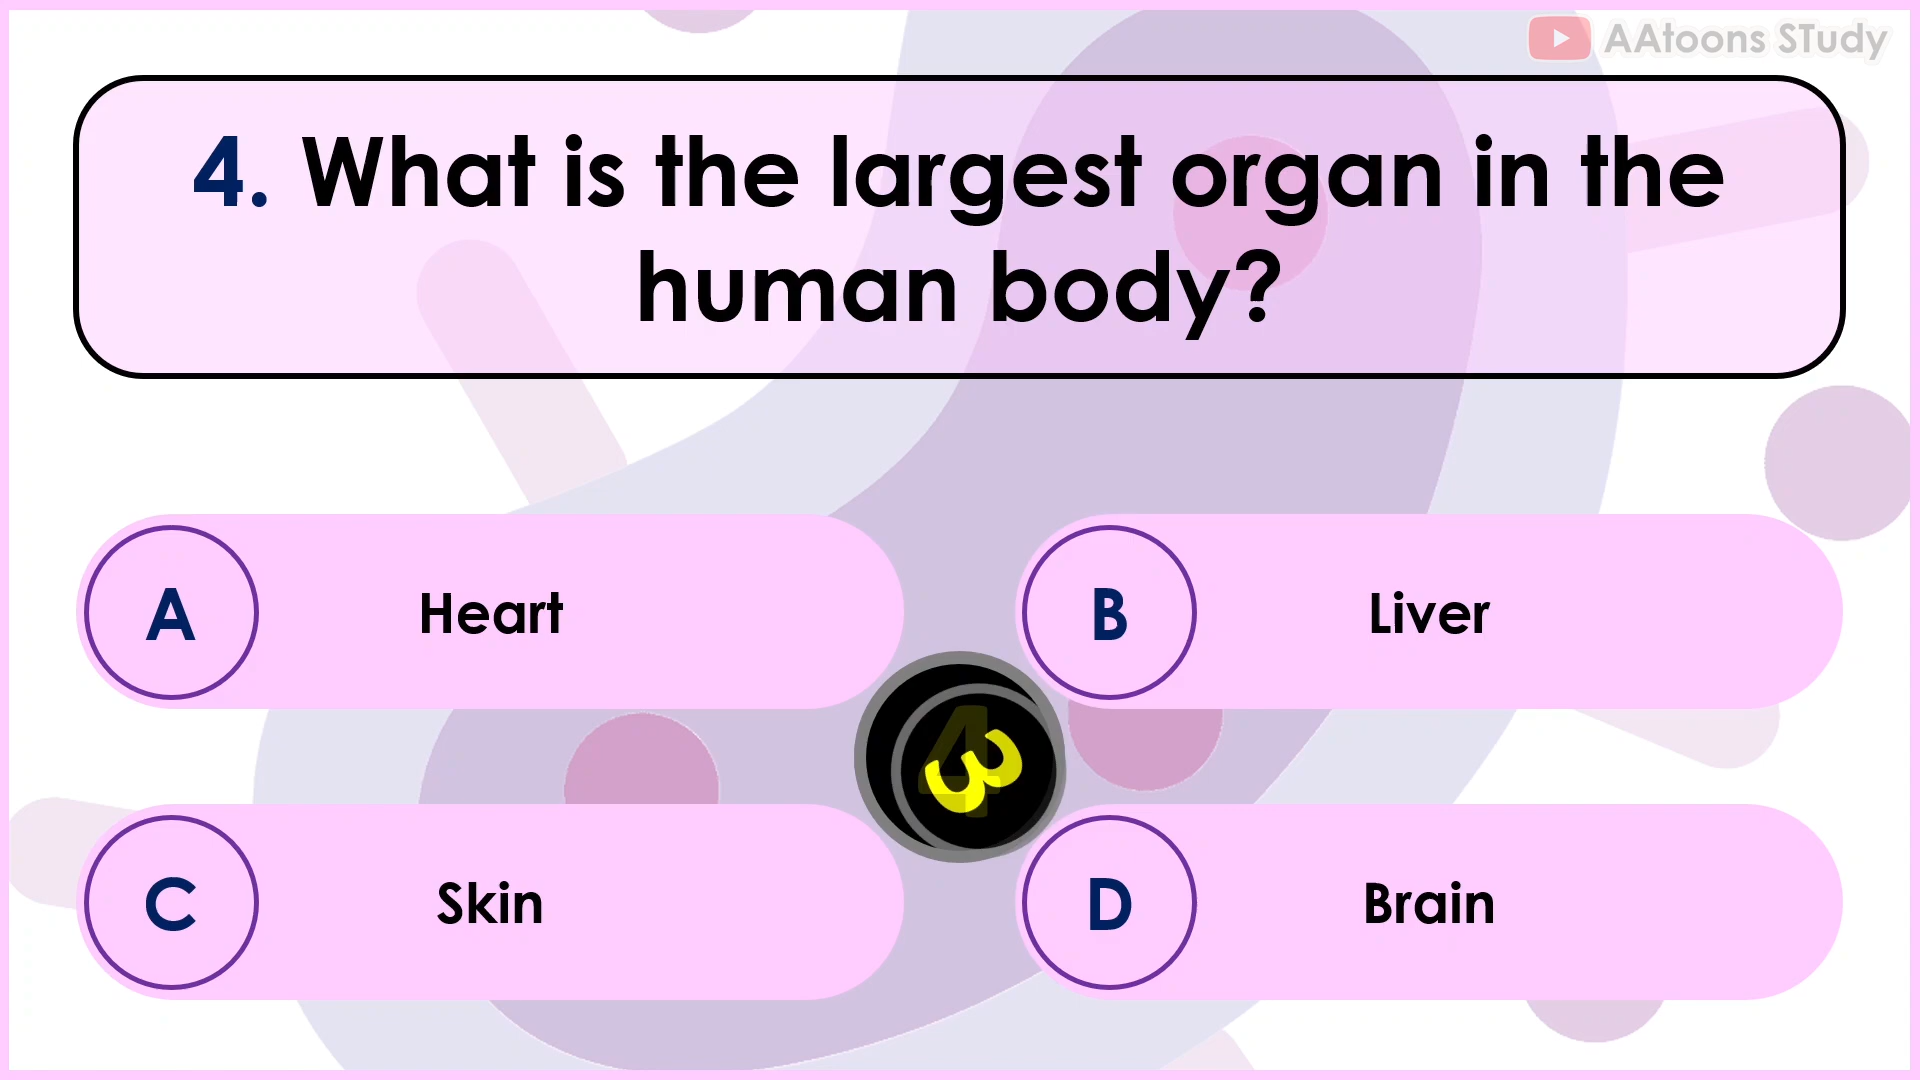 AAtoons STudy
4. What is the largest organ in the
human body?
A Heart
B Liver
3
C Skin
D Brain